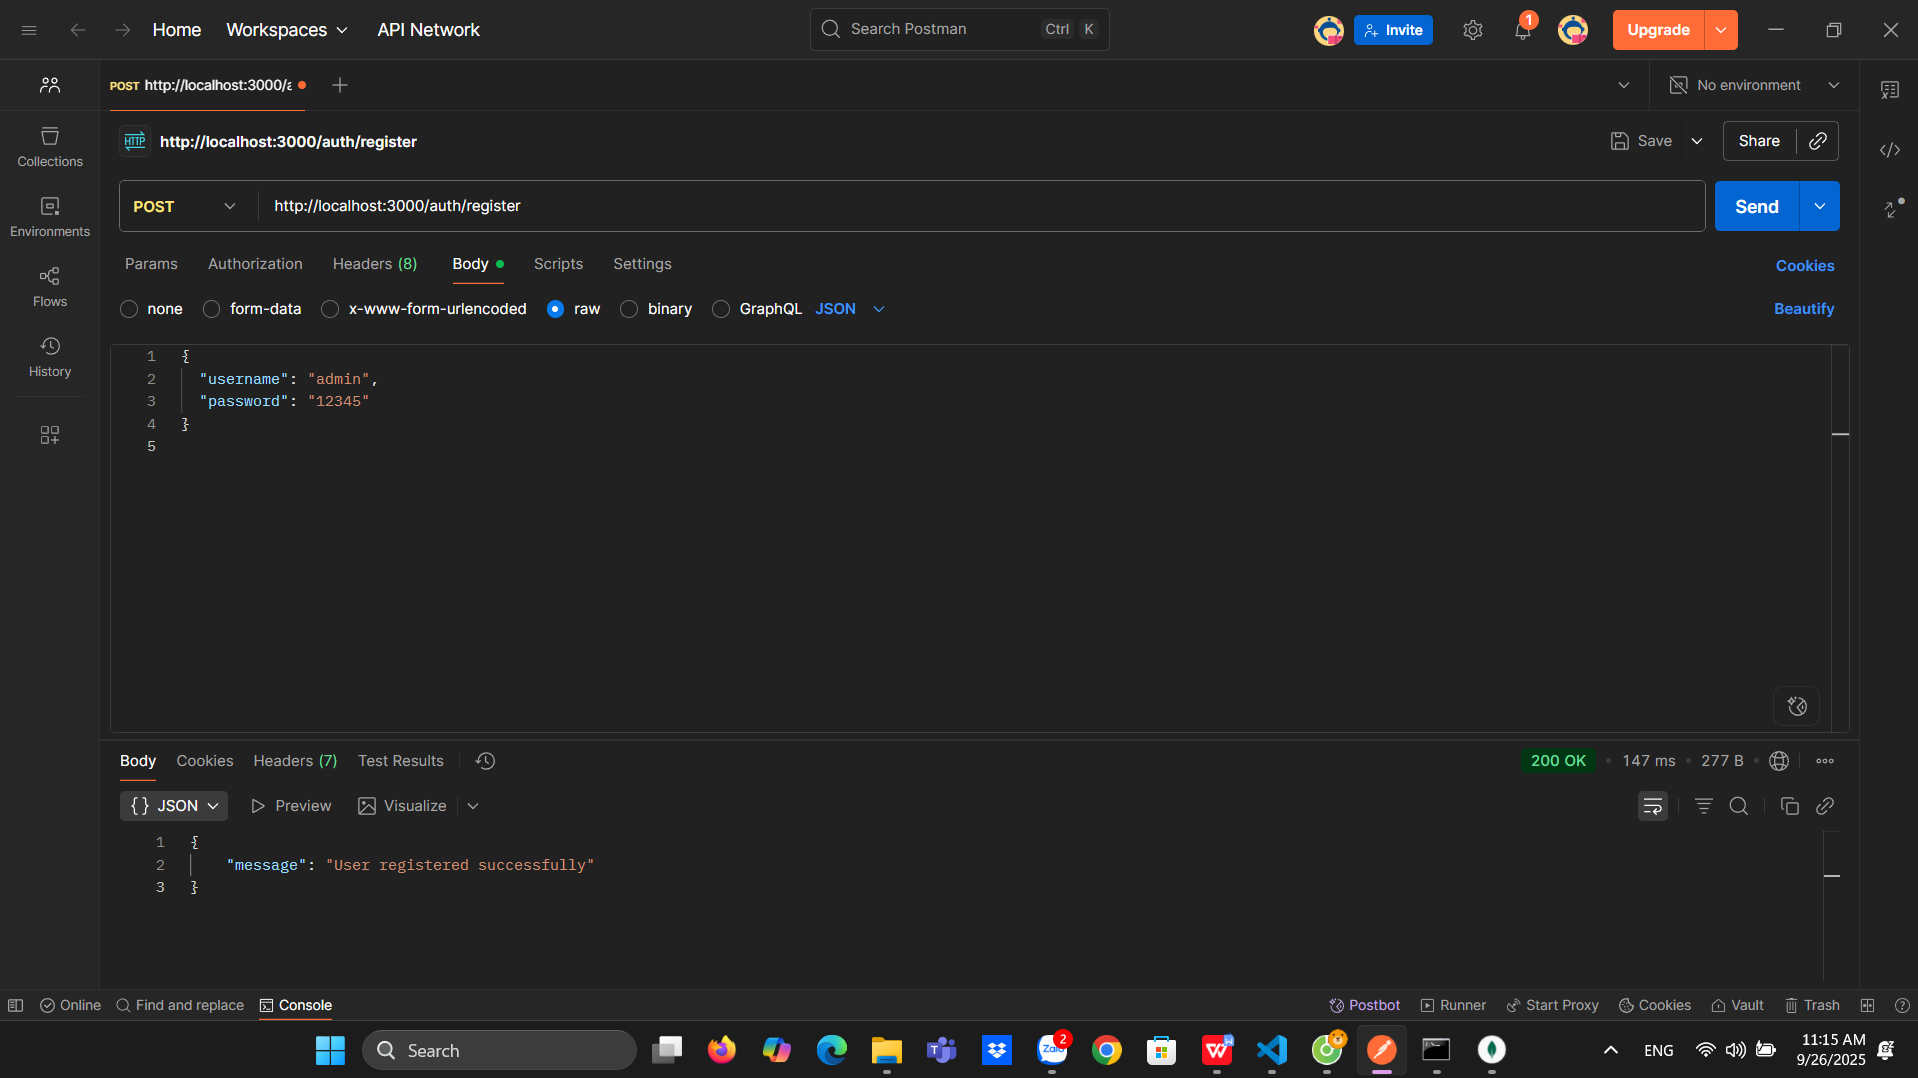 Home Workspaces API Network Search Postman Ctrl K Invite 1 Upgrade
POST http://localhost:3000/a No environment
HTTP http://localhost:3000/auth/register Save Share
Collections
Environments
Flows
History
POST http://localhost:3000/auth/register Send
Params Authorization Headers (8) Body Scripts Settings Cookies
none form-data x-www-form-urlencoded raw binary GraphQL JSON Beautify
1 {
2 "username": "admin",
3 "password": "12345"
4 }
5
Body Cookies Headers (7) Test Results 200 OK • 147 ms • 277 B
{} JSON Preview Visualize
1 {
2 "message": "User registered successfully"
3 }
Online Find and replace Console Postbot Runner Start Proxy Cookies Vault Trash
Search Zalo 2 ENG 11:15 AM
9/26/2025